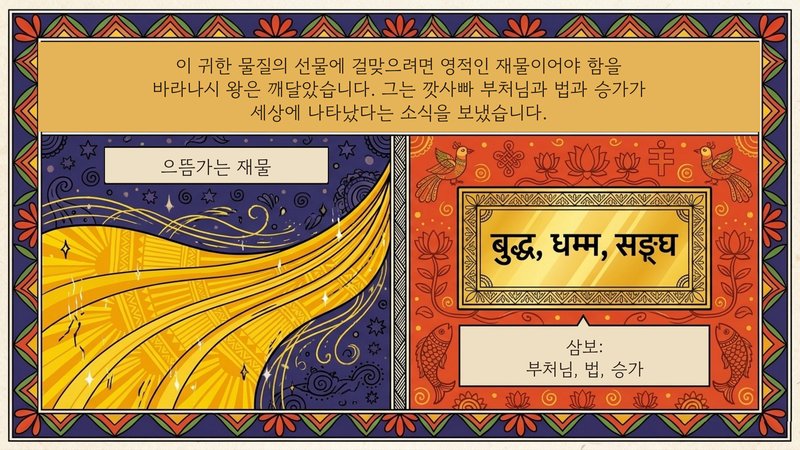 이 귀한 물질의 선물에 걸맞으려면 영적인 재물이어야 함을
바라나시 왕은 깨달았습니다. 그는 깟사빠 부처님과 법과 승가가
세상에 나타났다는 소식을 보냈습니다.
으뜸가는 재물
बुद्ध, धम्म, सङ्घ
삼보:
부처님, 법, 승가